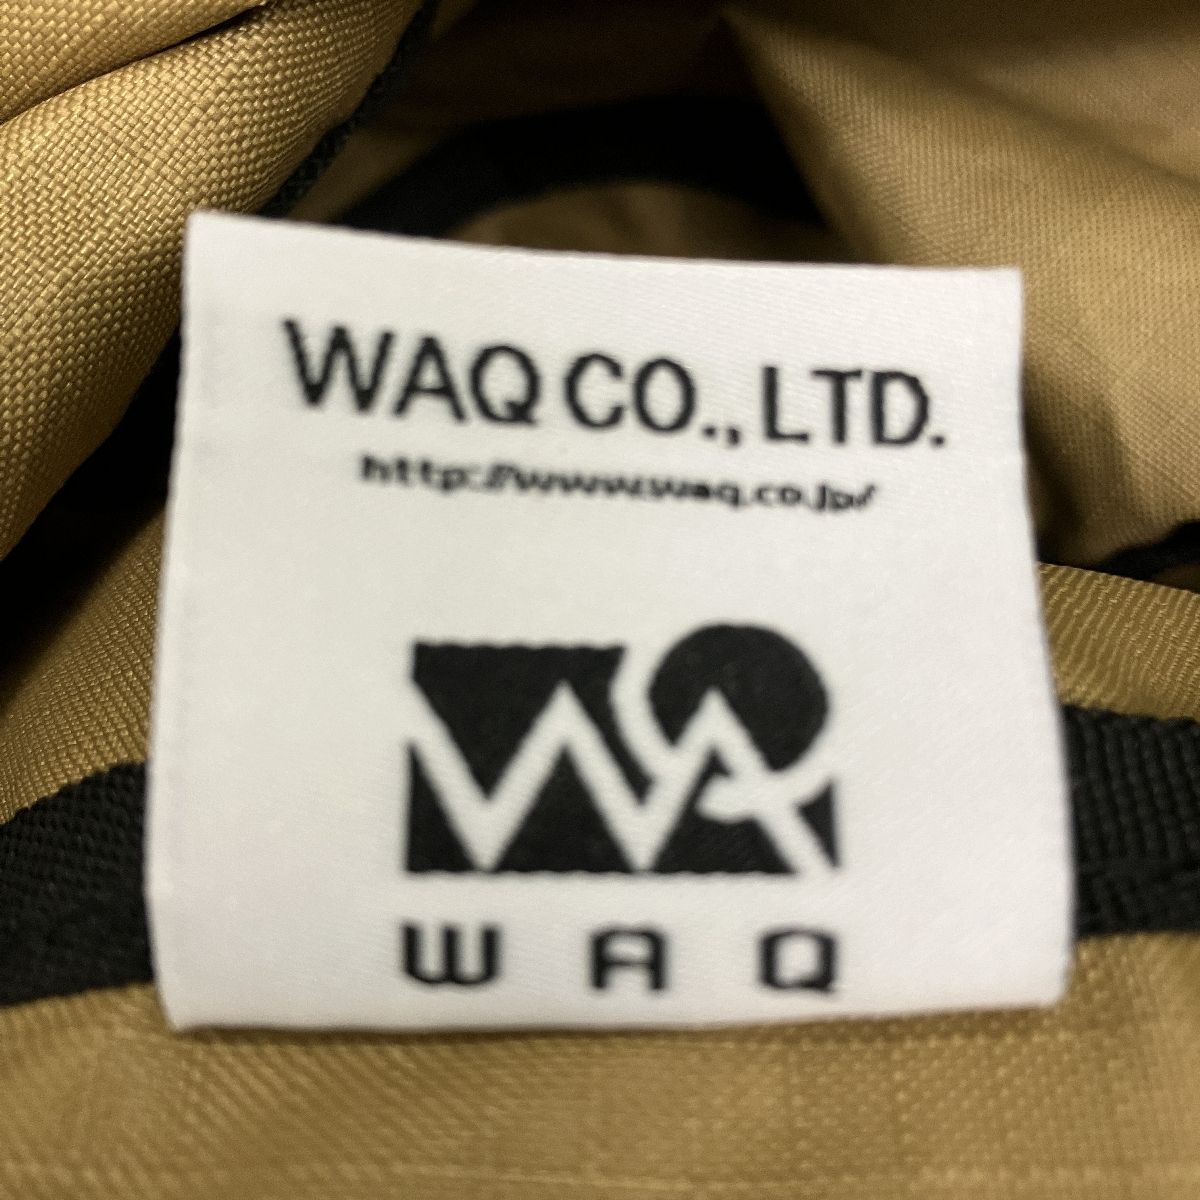 WAQ CO., LTD.
http://www.waq.co.jp/
WAQ
W A Q